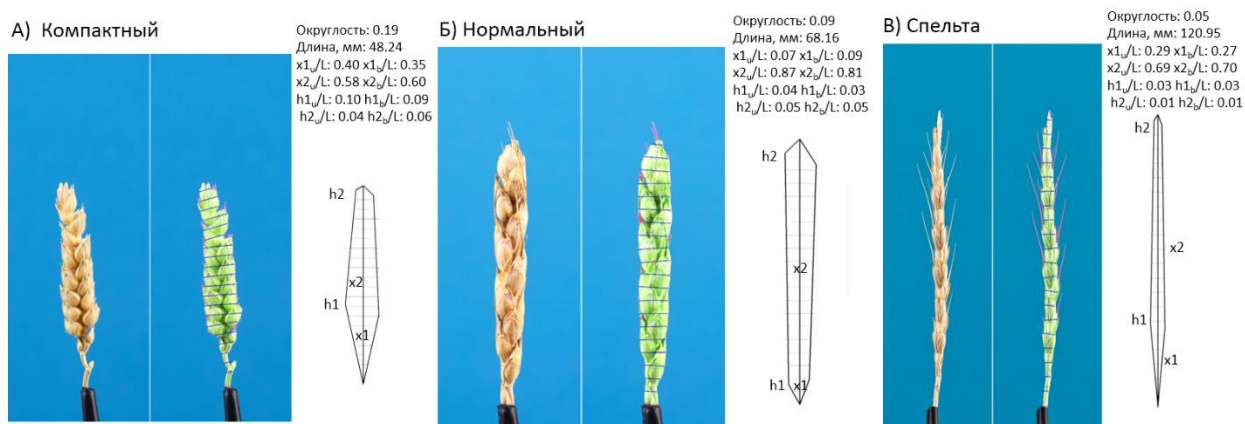 А) Компактный
Округлость: 0.19
Длина, мм: 48.24
x1ᵤ/L: 0.40 x1b/L: 0.35
x2ᵤ/L: 0.58 x2b/L: 0.60
h1ᵤ/L: 0.10 h1b/L: 0.09
h2ᵤ/L: 0.04 h2b/L: 0.06
h2
x2
h1
x1
Б) Нормальный
Округлость: 0.09
Длина, мм: 68.16
x1ᵤ/L: 0.07 x1b/L: 0.09
x2ᵤ/L: 0.87 x2b/L: 0.81
h1ᵤ/L: 0.04 h1b/L: 0.03
h2ᵤ/L: 0.05 h2b/L: 0.05
h2
x2
h1
x1
В) Спельта
Округлость: 0.05
Длина, мм: 120.95
x1ᵤ/L: 0.29 x1b/L: 0.27
x2ᵤ/L: 0.69 x2b/L: 0.70
h1ᵤ/L: 0.03 h1b/L: 0.03
h2ᵤ/L: 0.01 h2b/L: 0.01
h2
x2
h1
x1